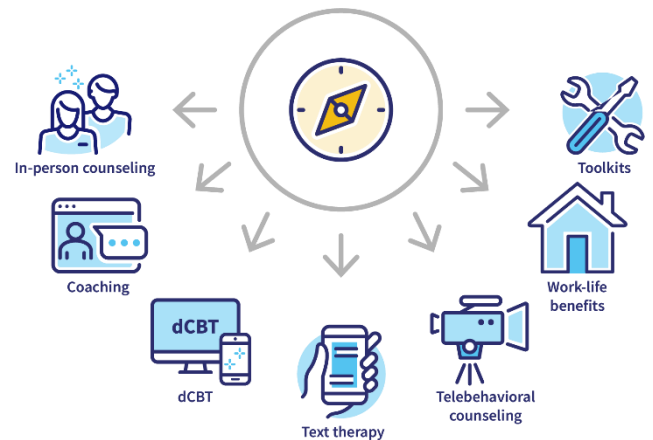 In-person counseling
Toolkits
Coaching
Work-life
benefits
dCBT
dCBT
Telebehavioral
counseling
Text therapy